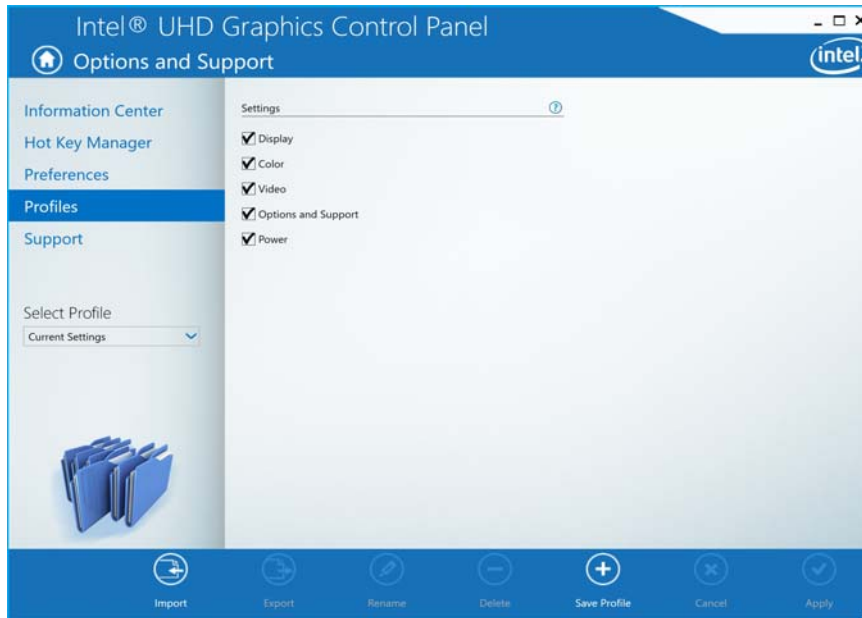 Intel® UHD Graphics Control Panel
Options and Support
intel
Information Center
Hot Key Manager
Preferences
Profiles
Support
Select Profile
Current Settings
Settings
?
Display
Color
Video
Options and Support
Power
Import
Export
Rename
Delete
Save Profile
Cancel
Apply